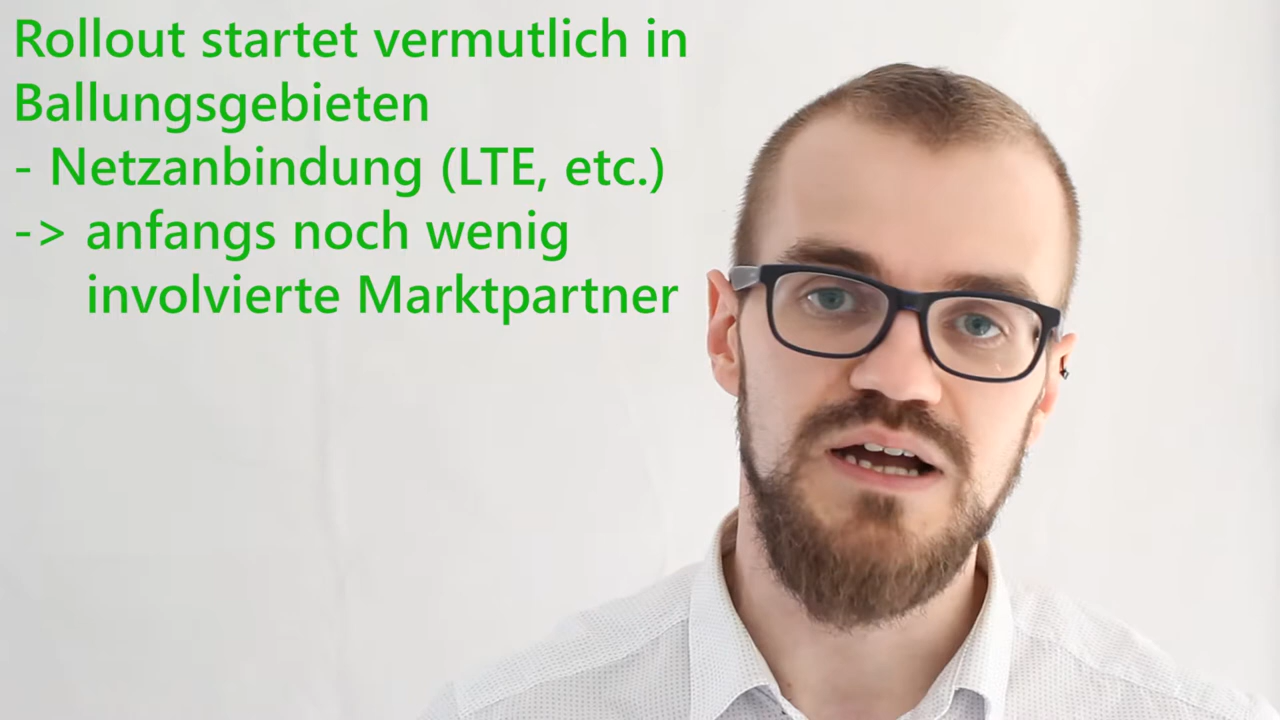 Rollout startet vermutlich in
Ballungsgebieten
- Netzanbindung (LTE, etc.)
-> anfangs noch wenig
involvierte Marktpartner